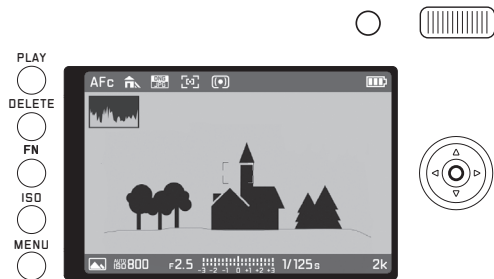 PLAY
DELETE
FN
ISO
MENU
AFc DNG JPG
AUTO ISO 800 F2.5 -3 -2 -1 0 +1 +2 +3 1/125s 2k